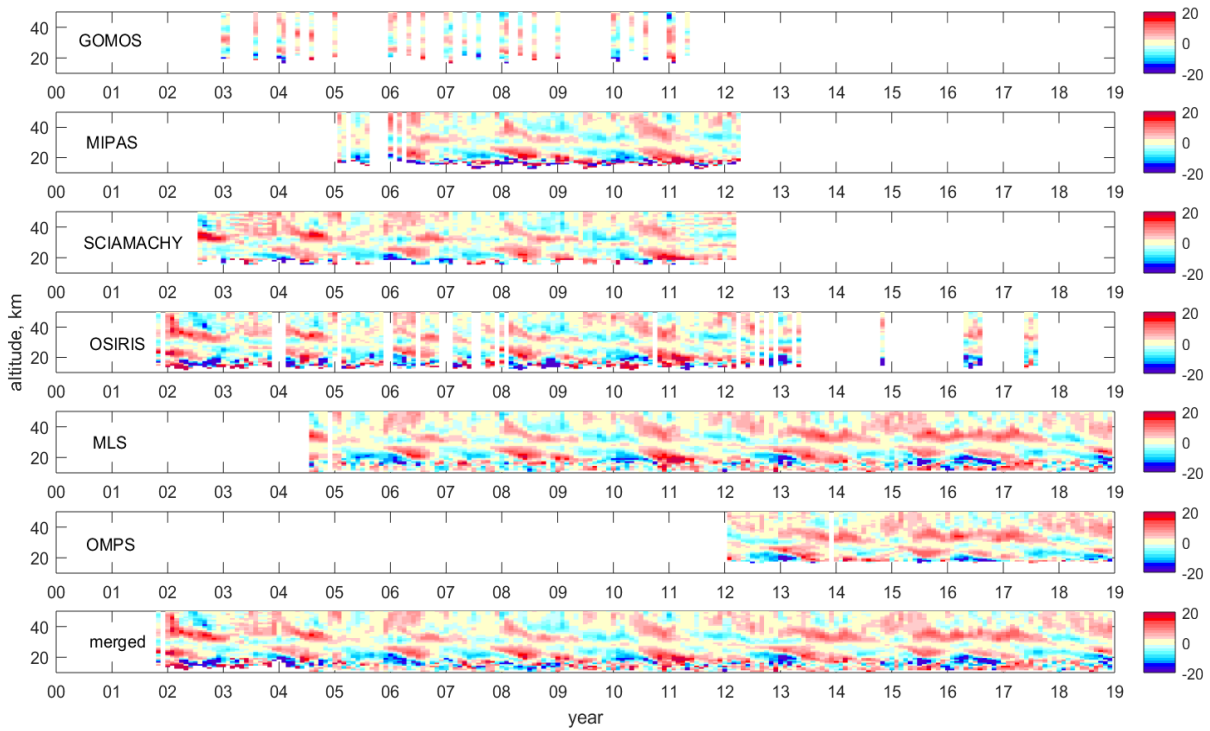 40 GOMOS 20
20 0
-20
00 01 02 03 04 05 06 07 08 09 10 11 12 13 14 15 16 17 18 19
40 MIPAS 20
20 0
-20
00 01 02 03 04 05 06 07 08 09 10 11 12 13 14 15 16 17 18 19
40 SCIAMACHY 20
20 0
-20
00 01 02 03 04 05 06 07 08 09 10 11 12 13 14 15 16 17 18 19
altitude, km
40 OSIRIS 20
20 0
-20
00 01 02 03 04 05 06 07 08 09 10 11 12 13 14 15 16 17 18 19
40 MLS 20
20 0
-20
00 01 02 03 04 05 06 07 08 09 10 11 12 13 14 15 16 17 18 19
40 OMPS 20
20 0
-20
00 01 02 03 04 05 06 07 08 09 10 11 12 13 14 15 16 17 18 19
40 merged 20
20 0
-20
00 01 02 03 04 05 06 07 08 09 10 11 12 13 14 15 16 17 18 19
year